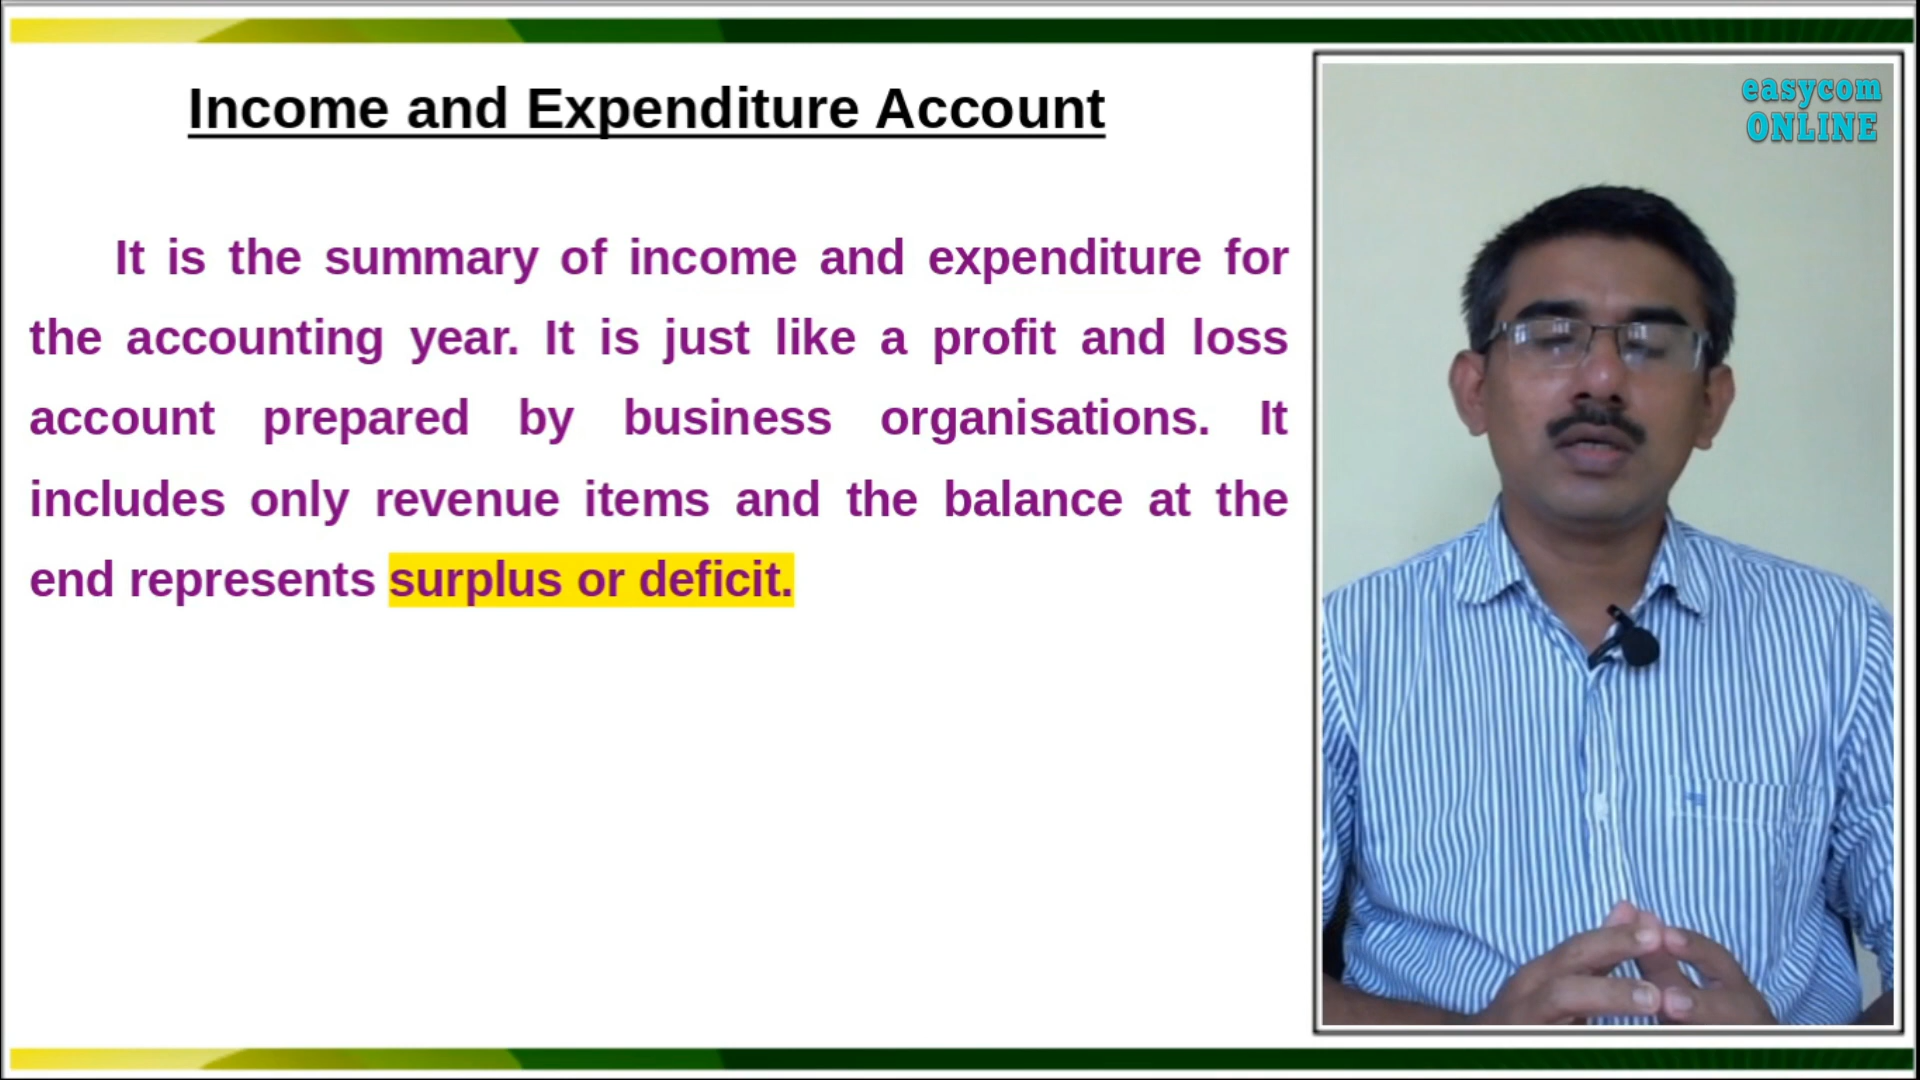 easycom
ONLINE
Income and Expenditure Account
It is the summary of income and expenditure for
the accounting year. It is just like a profit and loss
account prepared by business organisations. It
includes only revenue items and the balance at the
end represents surplus or deficit.